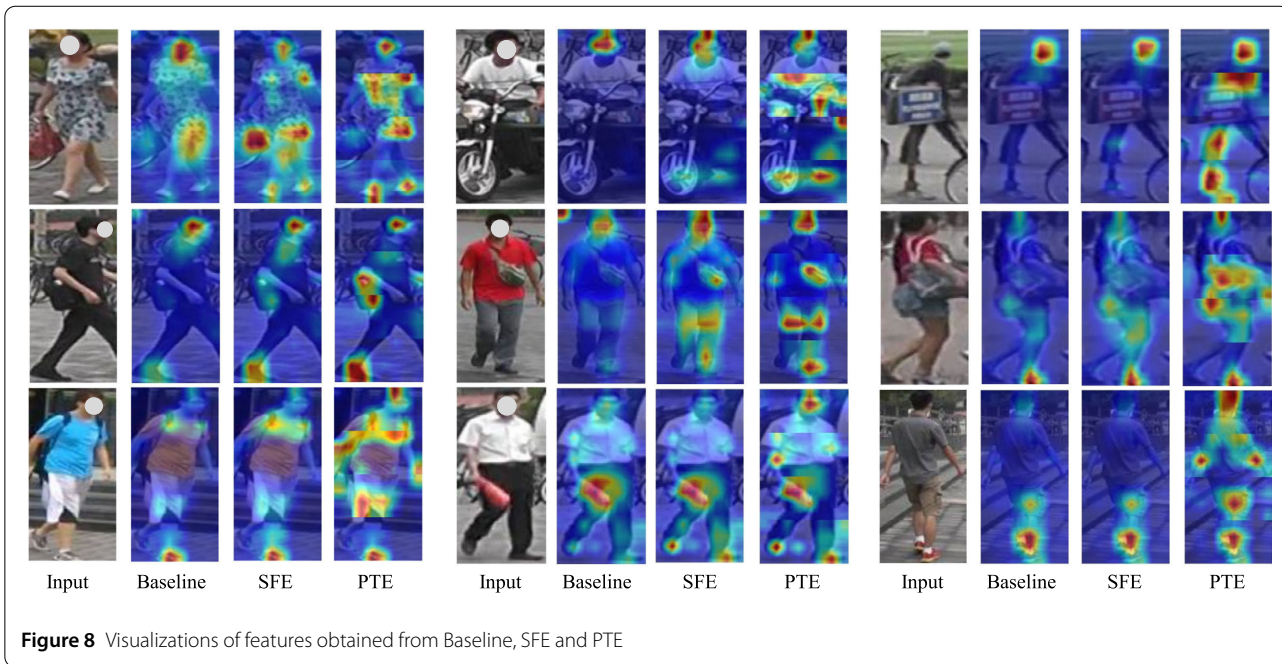 Input Baseline SFE PTE Input Baseline SFE PTE Input Baseline SFE PTE
Figure 8 Visualizations of features obtained from Baseline, SFE and PTE